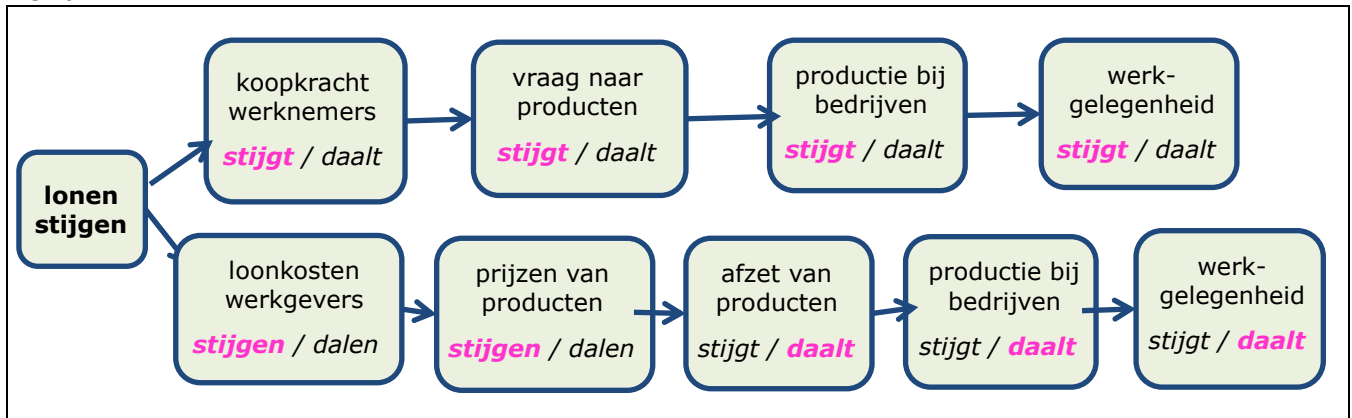 koopkracht
werknemers
stijgt / daalt
vraag naar
producten
stijgt / daalt
productie bij
bedrijven
stijgt / daalt
werk-
gelegenheid
stijgt / daalt
lonen
stijgen
loonkosten
werkgevers
stijgen / dalen
prijzen van
producten
stijgen / dalen
afzet van
producten
stijgt / daalt
productie bij
bedrijven
stijgt / daalt
werk-
gelegenheid
stijgt / daalt